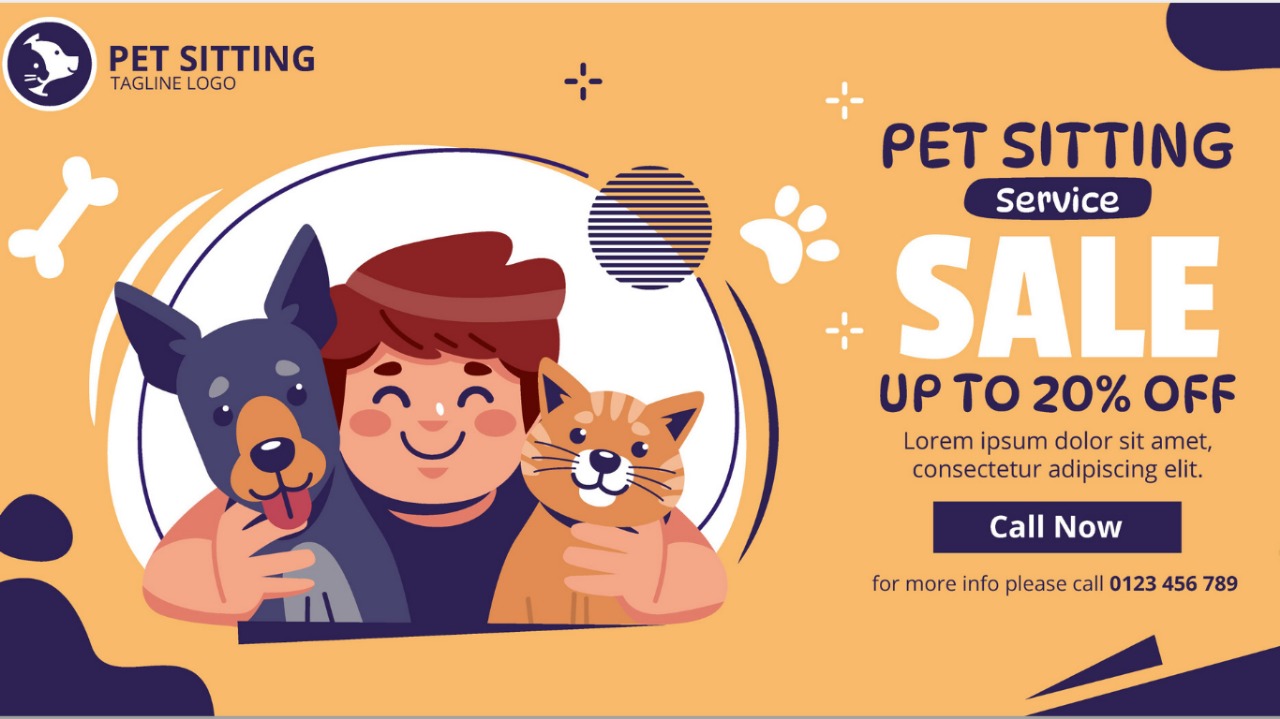 PET SITTING
TAGLINE LOGO
PET SITTING
Service
SALE
UP TO 20% OFF
Lorem ipsum dolor sit amet,
consectetur adipiscing elit.
Call Now
for more info please call 0123 456 789